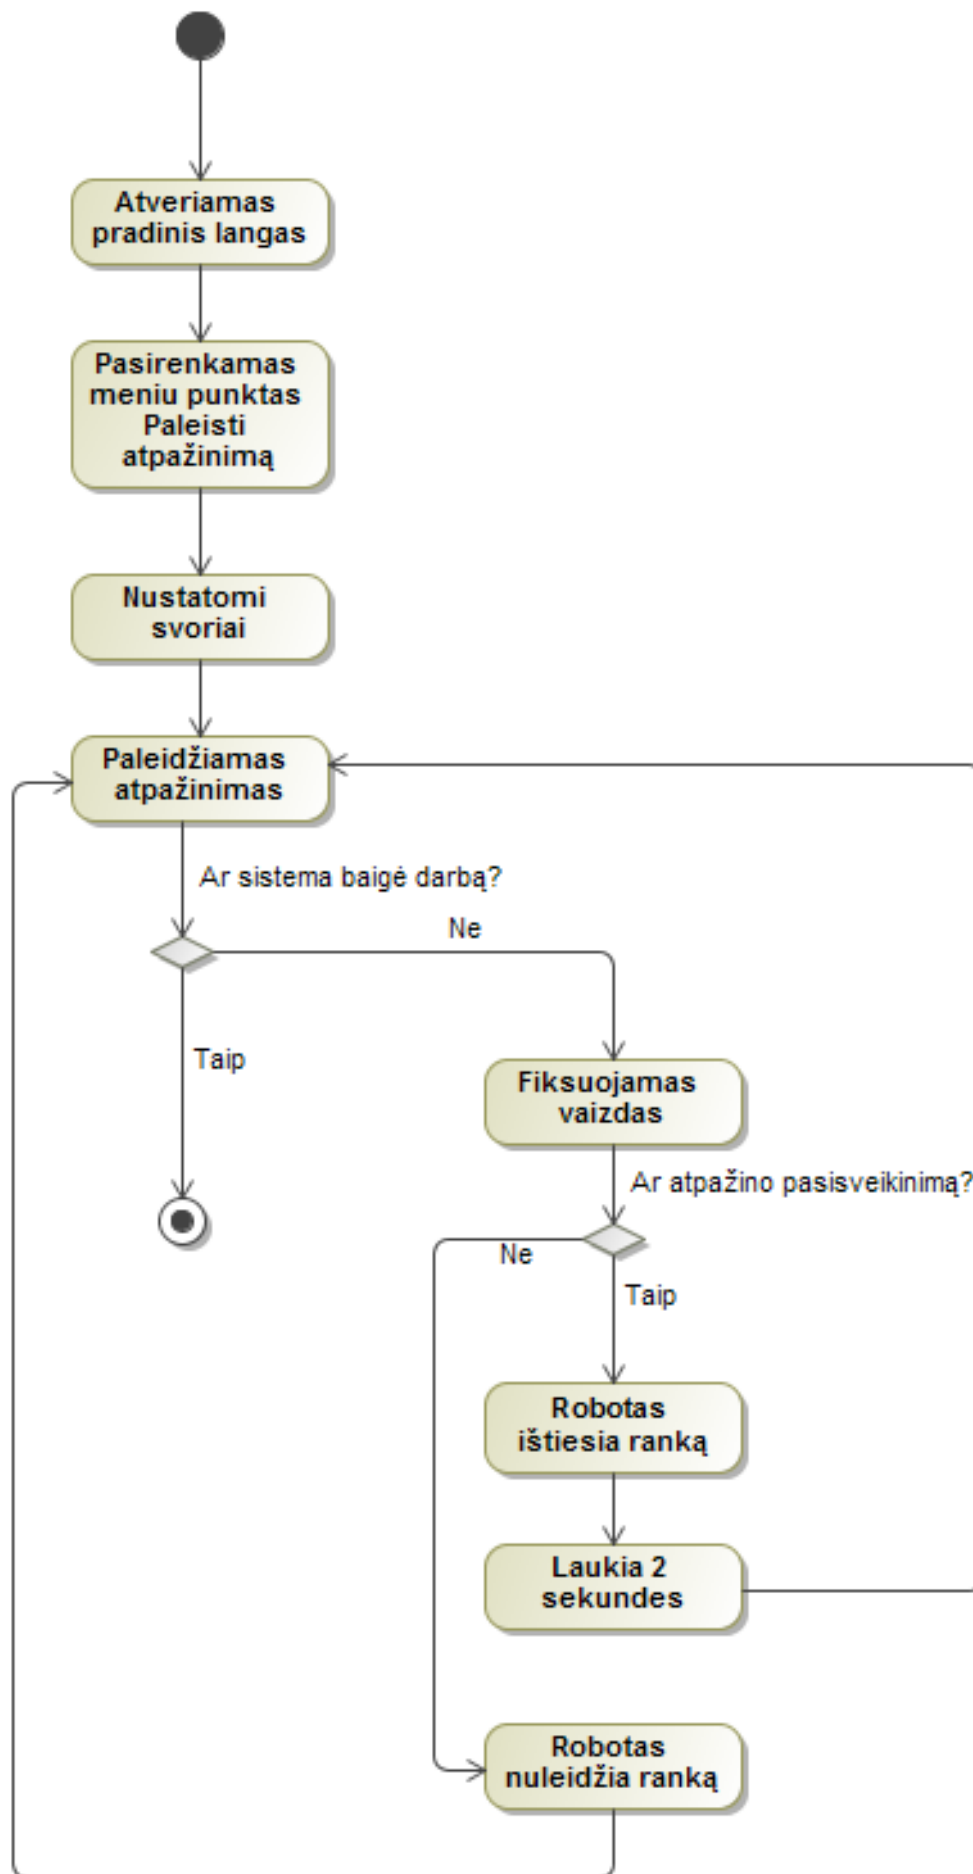 Atveriamas
pradinis langas
Pasirenkamas
meniu punktas
Paleisti
atpažinimą
Nustatomi
svoriai
Paleidžiamas
atpažinimas
Ar sistema baigė darbą?
Ne
Taip
Fiksuojamas
vaizdas
Ar atpažino pasisveikinimą?
Ne
Taip
Robotas
ištiesia ranką
Laukia 2
sekundes
Robotas
nuleidžia ranką